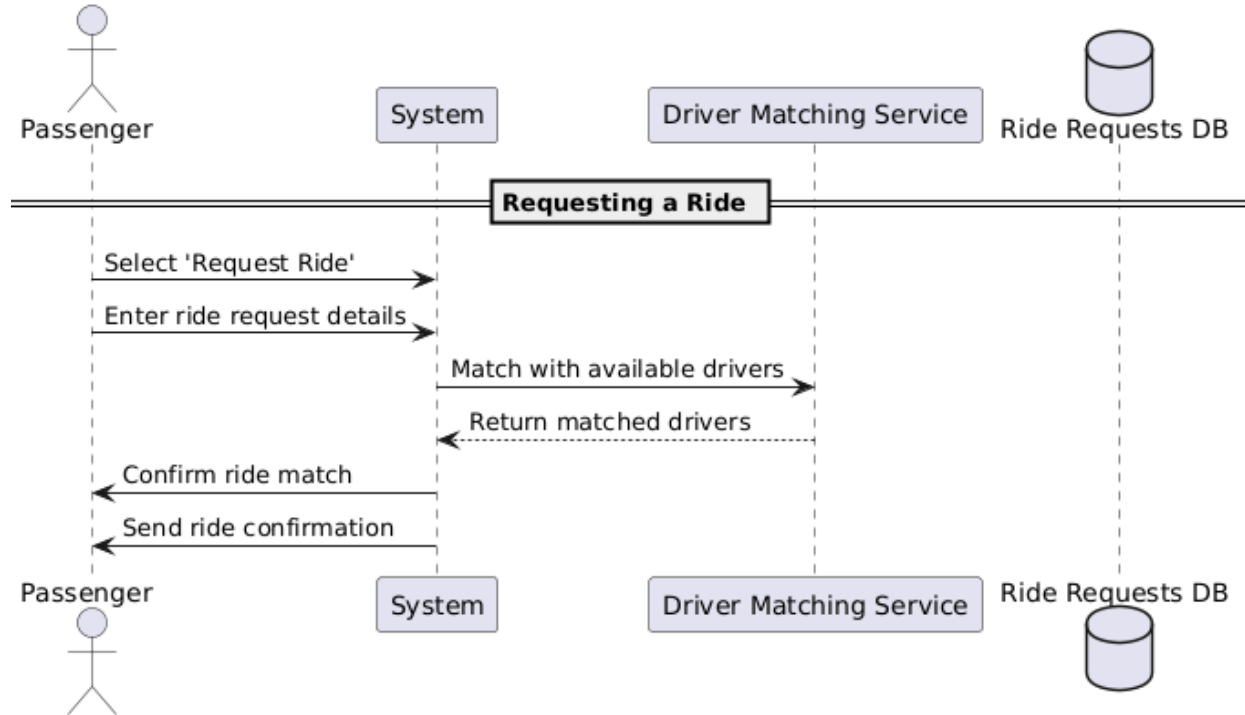 Passenger
System
Driver Matching Service
Ride Requests DB
Requesting a Ride
Select 'Request Ride'
Enter ride request details
Match with available drivers
Return matched drivers
Confirm ride match
Send ride confirmation
Passenger
System
Driver Matching Service
Ride Requests DB